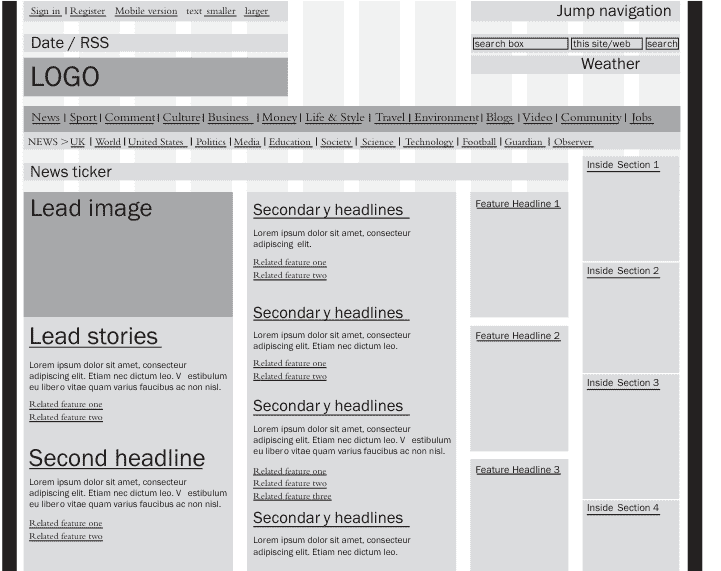 Sign in | Register Mobile version text smaller larger
Jump navigation
Date / RSS
search box this site/web search
Weather
LOGO
News | Sport | Comment | Culture | Business | Money | Life & Style | Travel | Environment | Blogs | Video | Community | Jobs
NEWS > UK | World | United States | Politics | Media | Education | Society | Science | Technology | Football | Guardian | Observer
News ticker
Lead image
Lead stories
Lorem ipsum dolor sit amet, consectuer
adipiscing elit. Etiam nec dictum leo. V estibulum
eu libero vitae quam varius faucibus ac non nisl.
Related feature one
Related feature two
Second headline
Lorem ipsum dolor sit amet, consectuer
adipiscing elit. Etiam nec dictum leo. V estibulum
eu libero vitae quam varius faucibus ac non nisl.
Related feature one
Related feature two
Secondar y headlines
Lorem ipsum dolor sit amet, consecteur
adipiscing elit.
Related feature one
Related feature two
Secondar y headlines
Lorem ipsum dolor sit amet, consecteur
adipiscing elit. Etiam nec dictum leo.
Related feature one
Related feature two
Secondar y headlines
Lorem ipsum dolor sit amet, consecteur
adipiscing elit. Etiam nec dictum leo. V estibulum
eu libero vitae quam varius faucibus ac non nisl.
Related feature one
Related feature two
Related feature three
Secondar y headlines
Lorem ipsum dolor sit amet, consecteur
adipiscing elit. Etiam nec dictum leo.
Feature Headline 1
Feature Headline 2
Feature Headline 3
Inside Section 1
Inside Section 2
Inside Section 3
Inside Section 4